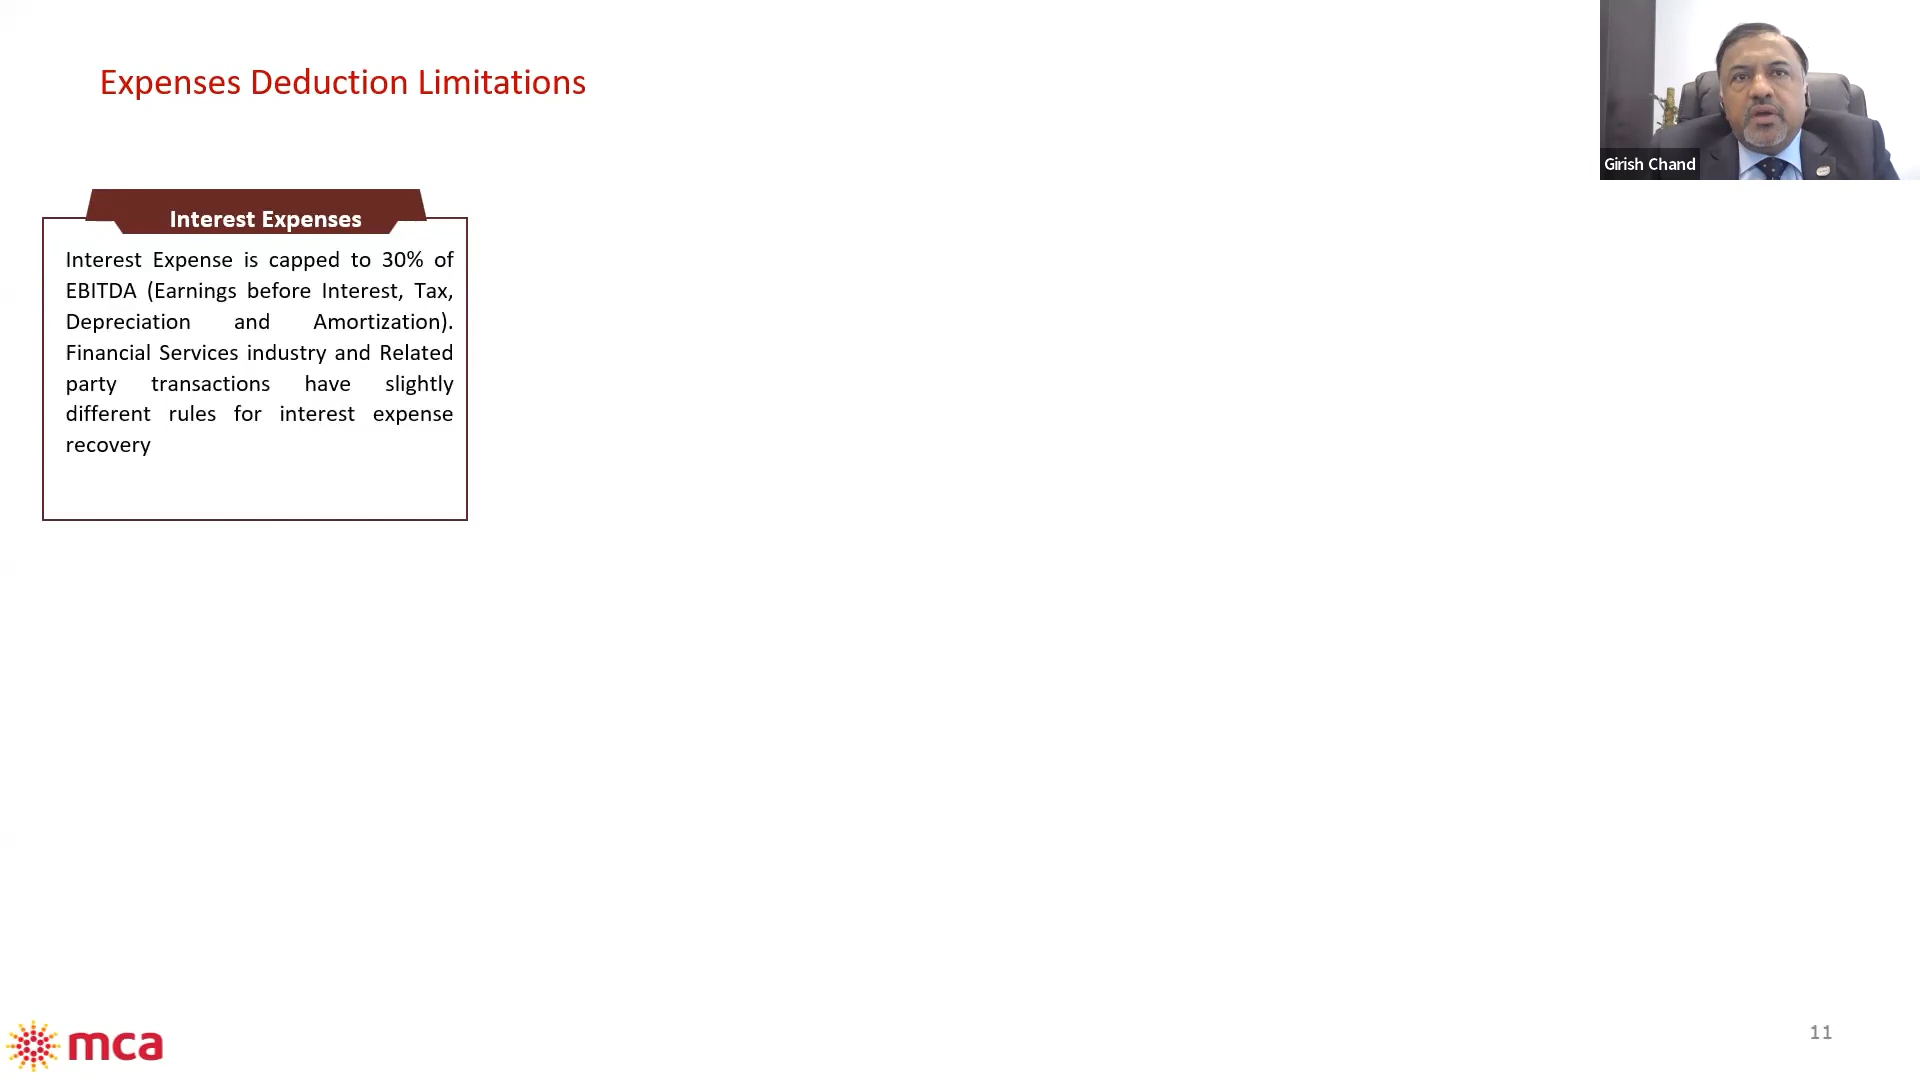 Expenses Deduction Limitations
Girish Chand
Interest Expenses
Interest Expense is capped to 30% of
EBITDA (Earnings before Interest, Tax,
Depreciation and Amortization).
Financial Services industry and Related
party transactions have slightly
different rules for interest expense
recovery
mca
11